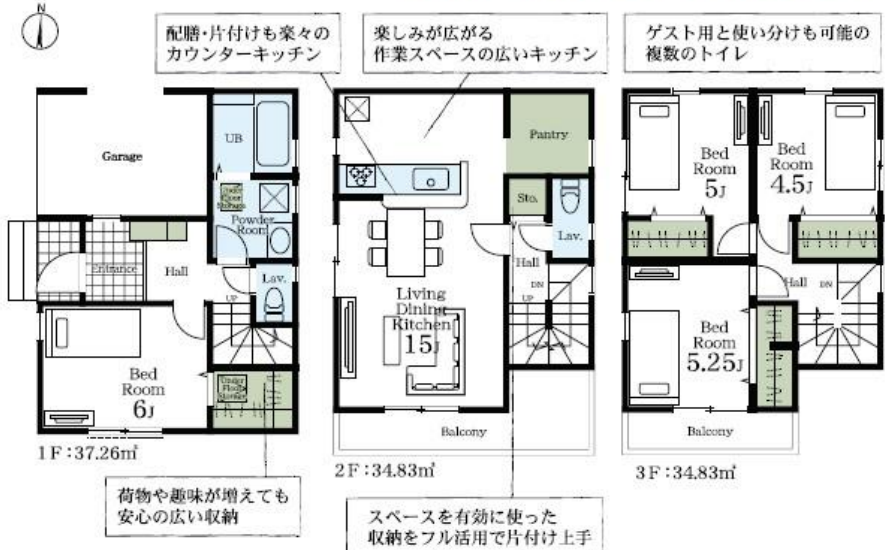 N
配膳・片付けも楽々の
カウンターキッチン
楽しみが広がる
作業スペースの広いキッチン
ゲスト用と使い分けも可能の
複数のトイレ
Garage
UB
Under
Floor
Storage
Powder
Room
Entrance
Hall
Lav.
UP
Bed
Room
6J
Under
Floor
Storage
1F:37.26㎡
荷物や趣味が増えても
安心の広い収納
Pantry
Sto.
Lav.
Hall
DN
UP
Living
Dining
Kitchen
15J
Balcony
2F:34.83㎡
スペースを有効に使った
収納をフル活用で片付け上手
Bed
Room
5J
Bed
Room
4.5J
Hall
DN
Bed
Room
5.25J
Balcony
3F:34.83㎡